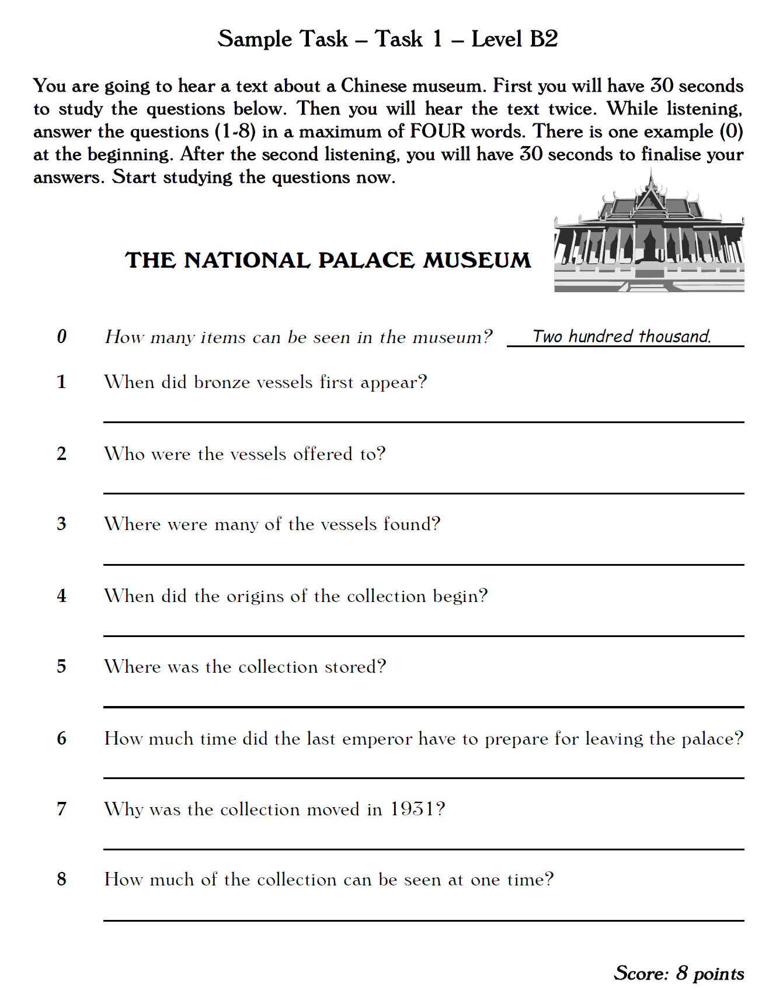 Sample Task – Task 1 – Level B2
You are going to hear a text about a Chinese museum. First you will have 30 seconds
to study the questions below. Then you will hear the text twice. While listening,
answer the questions (1-8) in a maximum of FOUR words. There is one example (0)
at the beginning. After the second listening, you will have 30 seconds to finalise your
answers. Start studying the questions now.
THE NATIONAL PALACE MUSEUM
0 How many items can be seen in the museum? Two hundred thousand.
1 When did bronze vessels first appear?
2 Who were the vessels offered to?
3 Where were many of the vessels found?
4 When did the origins of the collection begin?
5 Where was the collection stored?
6 How much time did the last emperor have to prepare for leaving the palace?
7 Why was the collection moved in 1931?
8 How much of the collection can be seen at one time?
Score: 8 points